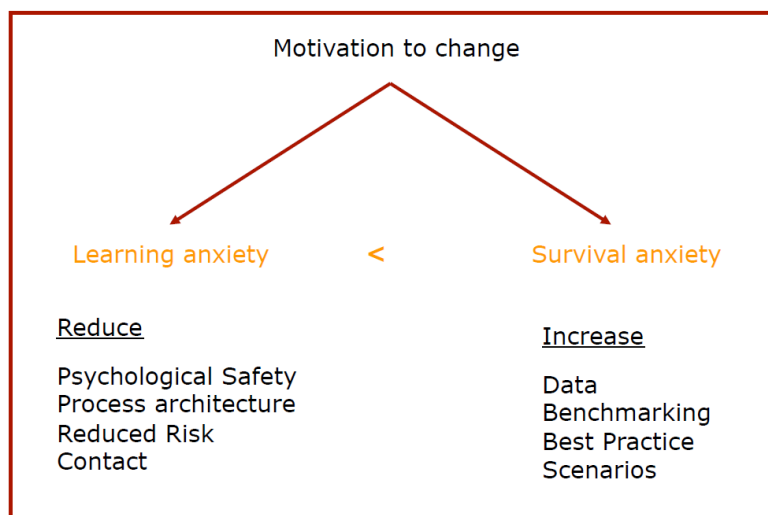 Motivation to change
Learning anxiety < Survival anxiety
Reduce
Psychological Safety
Process architecture
Reduced Risk
Contact
Increase
Data
Benchmarking
Best Practice
Scenarios